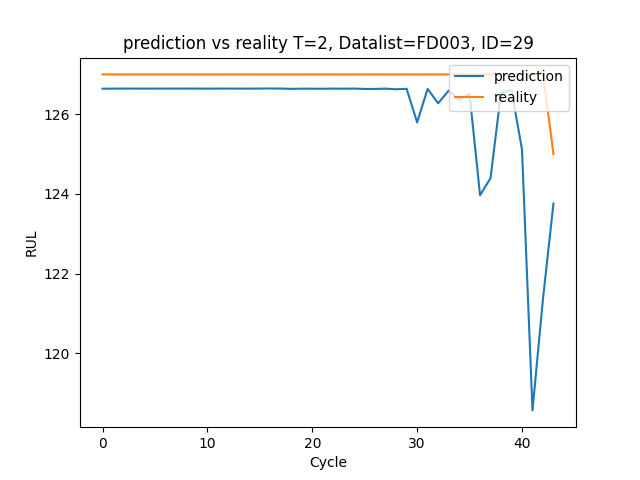 prediction vs reality T=2, Datalist=FD003, ID=29
prediction
reality
126
124
122
120
RUL
0 10 20 30 40
Cycle